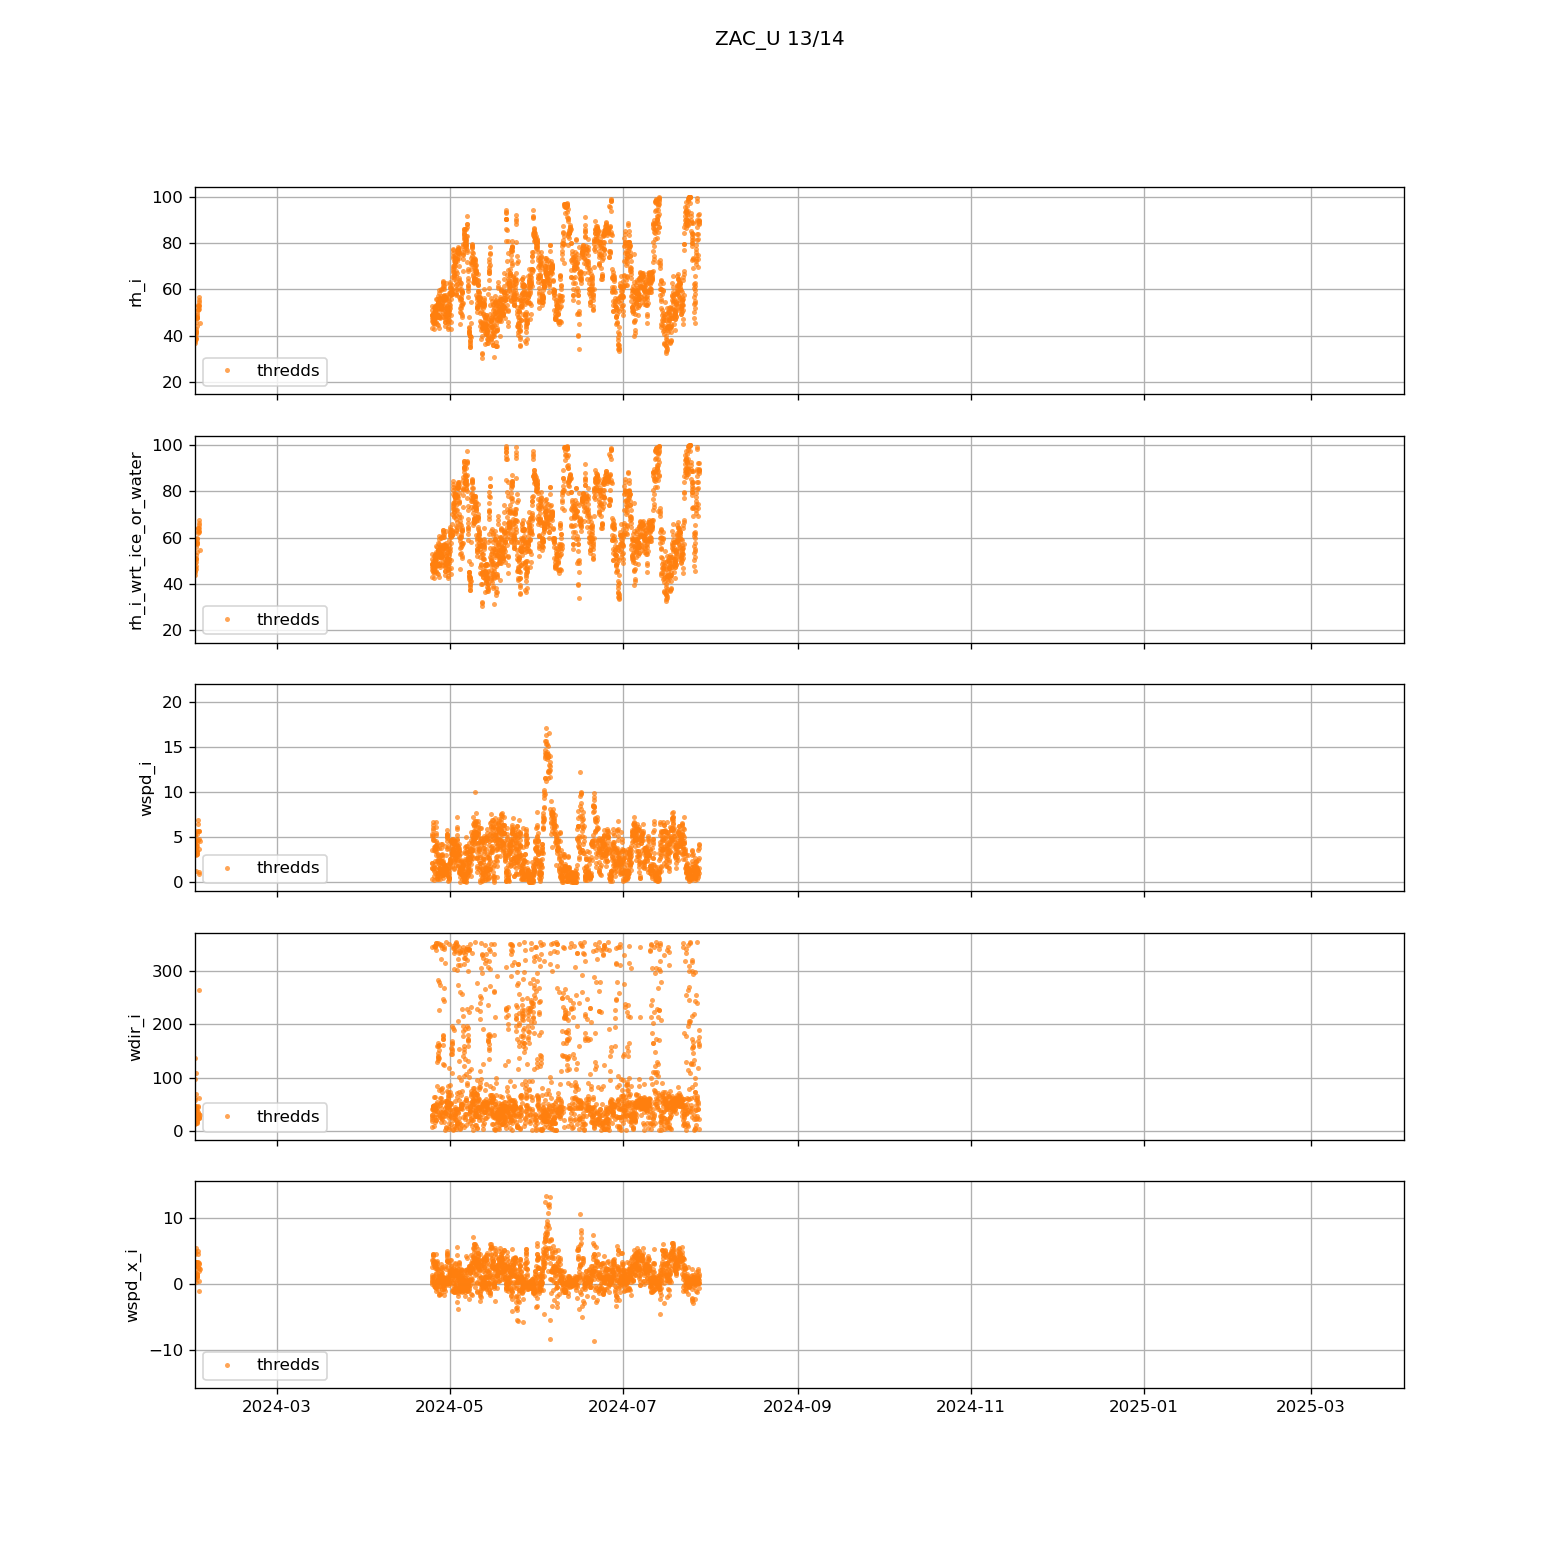 ZAC_U 13/14
rh_i
100
80
60
40
20
thredds
rh_i_wrt_ice_or_water
100
80
60
40
20
thredds
wspd_i
20
15
10
5
0
thredds
wdir_i
300
200
100
0
thredds
wspd_x_i
10
0
−10
thredds
2024-03 2024-05 2024-07 2024-09 2024-11 2025-01 2025-03